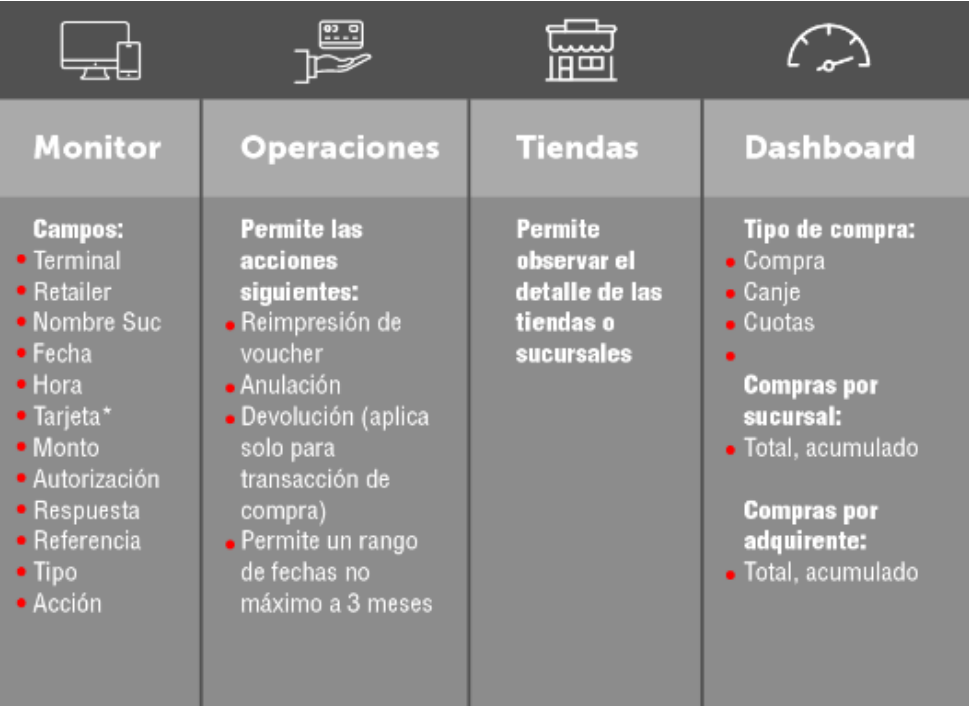 Monitor
Campos:
• Terminal
• Retailer
• Nombre Suc
• Fecha
• Hora
• Tarjeta*
• Monto
• Autorización
• Respuesta
• Referencia
• Tipo
• Acción
Operaciones
Permite las
acciones
siguientes:
• Reimpresión de
voucher
• Anulación
• Devolución (aplica
solo para
transacción de
compra)
• Permite un rango
de fechas no
máximo a 3 meses
Tiendas
Permite
observar el
detalle de las
tiendas o
sucursales
Dashboard
Tipo de compra:
• Compra
• Canje
• Cuotas
•
Compras por
sucursal:
• Total, acumulado
Compras por
adquirente:
• Total, acumulado